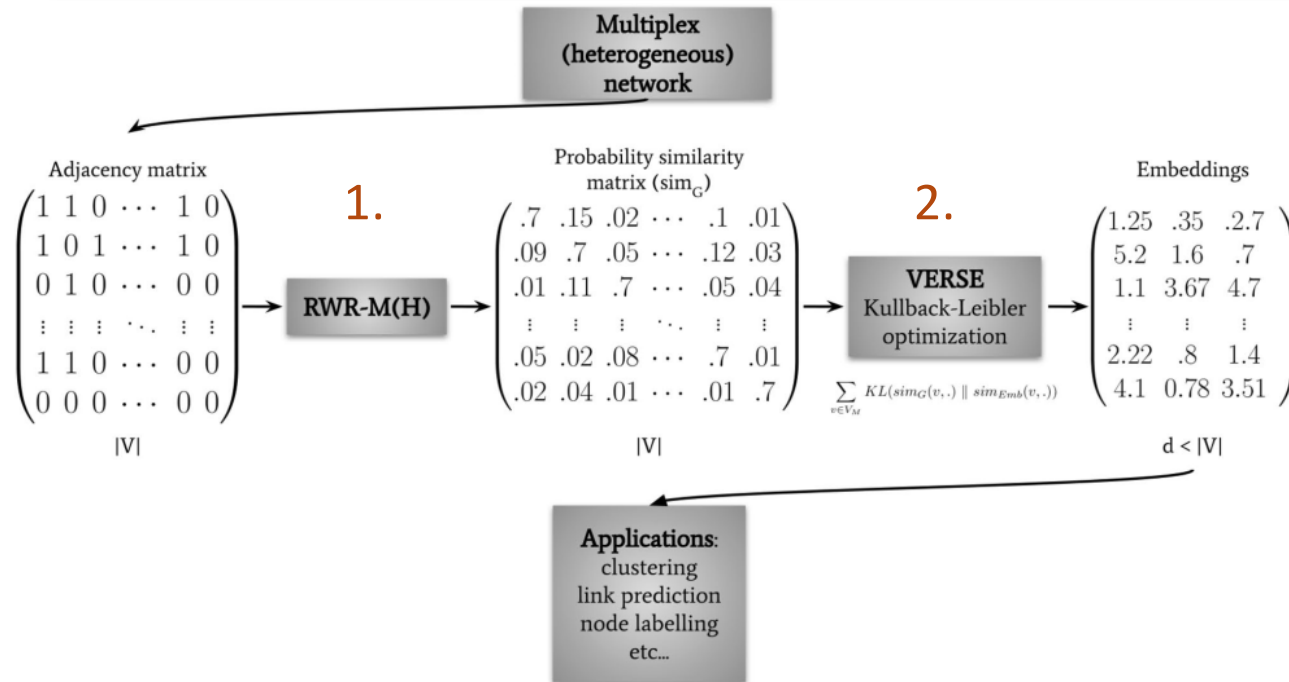 Multiplex
(heterogeneous)
network
Adjacency matrix
1 1 0 ⋯ 1 0
1 0 1 ⋯ 1 0
0 1 0 ⋯ 0 0
⋮ ⋮ ⋮ ⋱ ⋮ ⋮
1 1 0 ⋯ 0 0
0 0 0 ⋯ 0 0
|V|
1.
RWR-M(H)
Probability similarity
matrix (sim_G)
.7 .15 .02 ⋯ .1 .01
.09 .7 .05 ⋯ .12 .03
.01 .11 .7 ⋯ .05 .04
⋮ ⋮ ⋮ ⋱ ⋮ ⋮
.05 .02 .08 ⋯ .7 .01
.02 .04 .01 ⋯ .01 .7
|V|
2.
VERSE
Kullback-Leibler
optimization
∑_{v∈V_M} KL(sim_G(v,.) ∥ sim_{Emb}(v,.))
Embeddings
1.25 .35 .2.7
5.2 1.6 .7
1.1 3.67 4.7
⋮ ⋮ ⋮
2.22 .8 1.4
4.1 0.78 3.51
d < |V|
Applications:
clustering
link prediction
node labelling
etc...